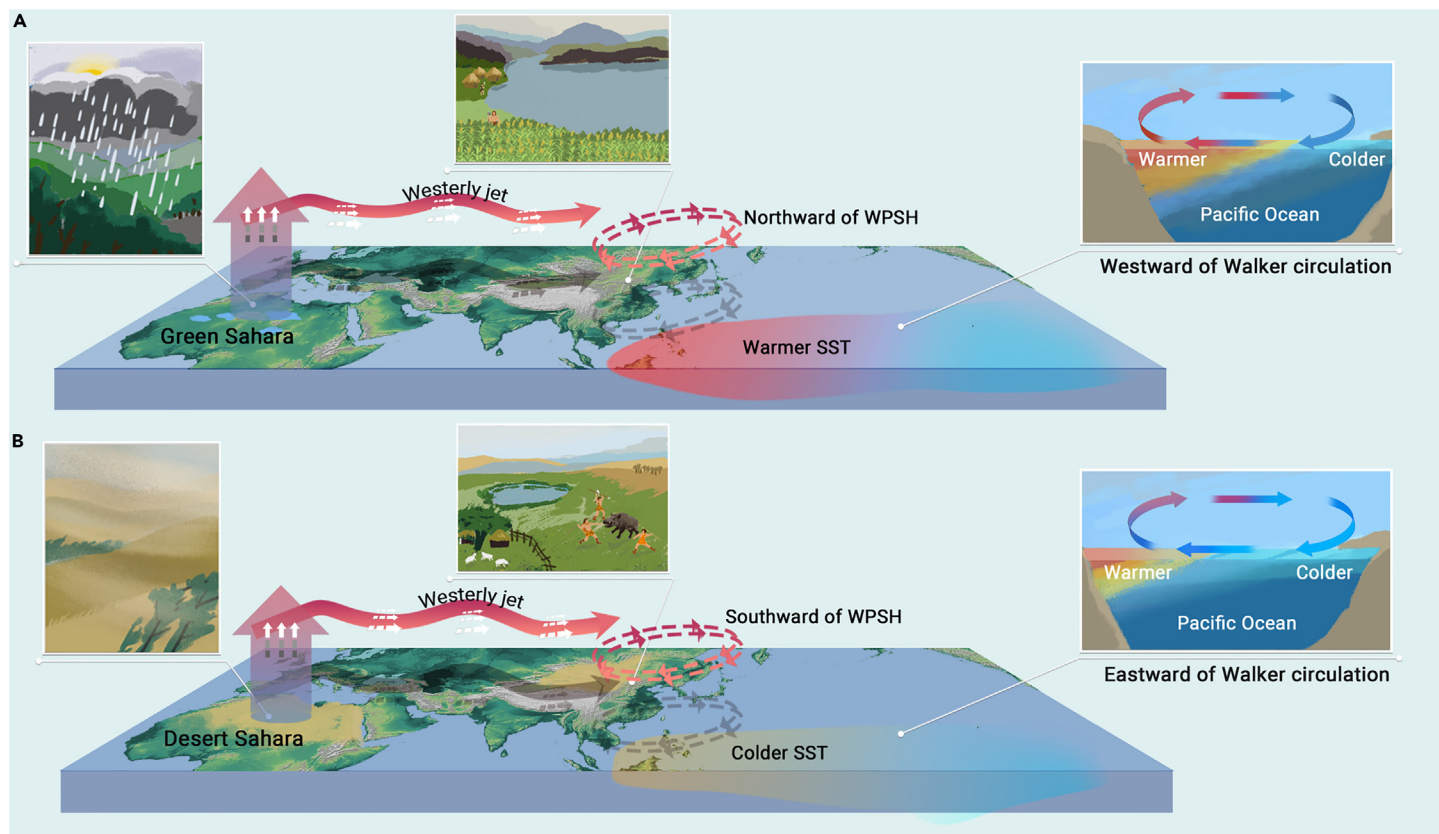 A
Westerly jet
Northward of WPSH
Warmer
Colder
Pacific Ocean
Westward of Walker circulation
Green Sahara
Warmer SST
B
Westerly jet
Southward of WPSH
Warmer
Colder
Pacific Ocean
Eastward of Walker circulation
Desert Sahara
Colder SST